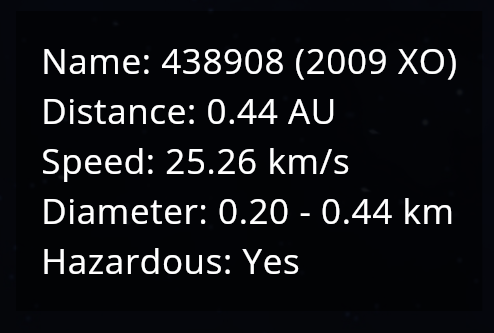 Name: 438908 (2009 XO)
Distance: 0.44 AU
Speed: 25.26 km/s
Diameter: 0.20 - 0.44 km
Hazardous: Yes